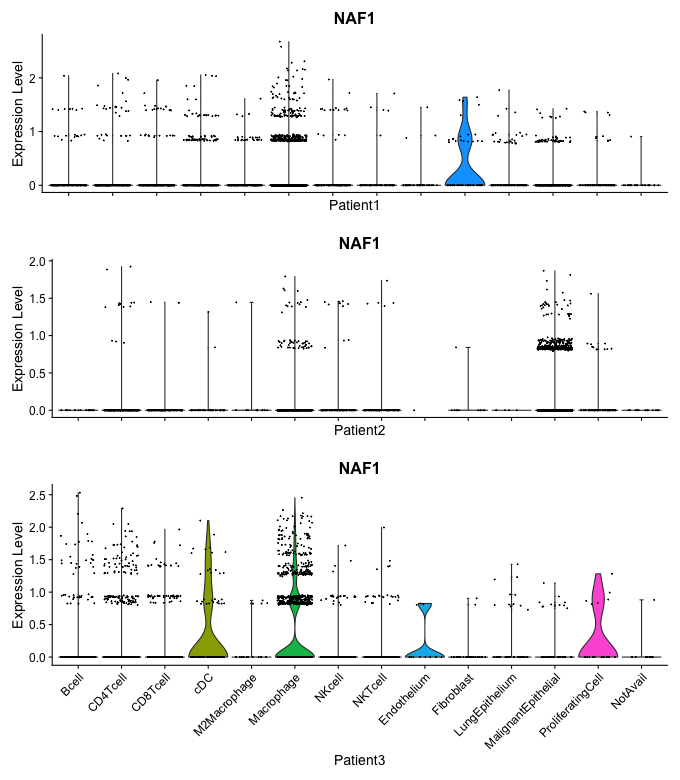 NAF1
Expression Level
2
1
0
Patient1
NAF1
Expression Level
2.0
1.5
1.0
0.5
0.0
Patient2
NAF1
Expression Level
2.5
2.0
1.5
1.0
0.5
0.0
Bcell
CD4Tcell
CD8Tcell
cDC
M2Macrophage
Macrophage
NKcell
NKTcell
Endothelium
Fibroblast
LungEpithelium
MalignantEpithelial
ProliferatingCell
NotAvail
Patient3